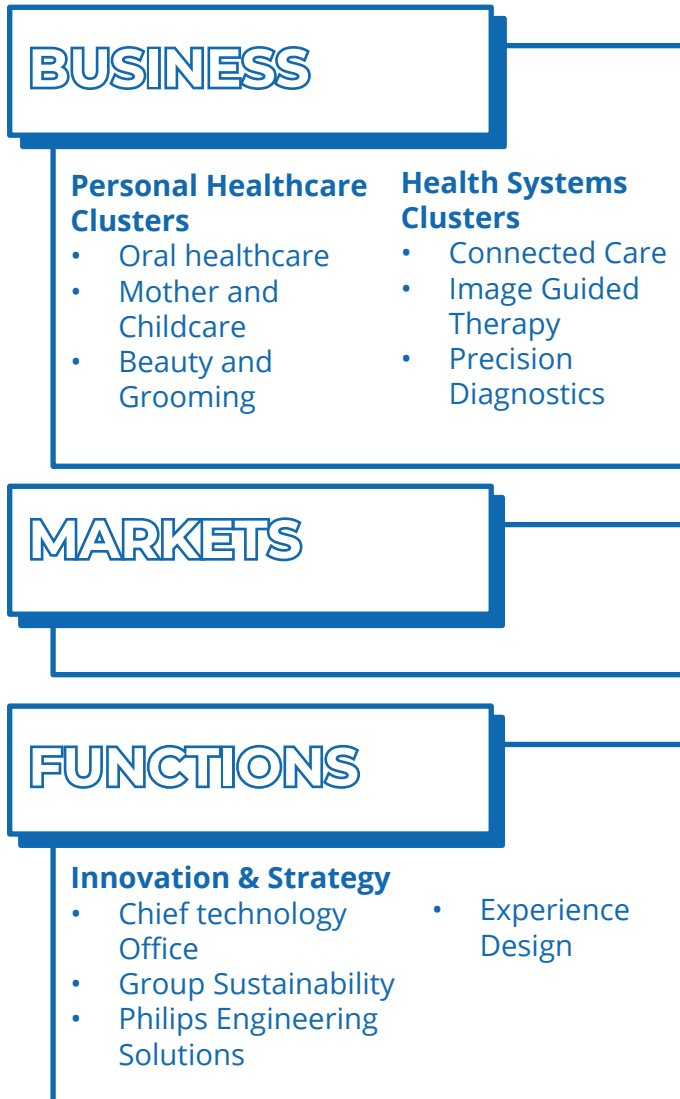 BUSINESS
Personal Healthcare
Clusters
• Oral healthcare
• Mother and
Childcare
• Beauty and
Grooming
Health Systems
Clusters
• Connected Care
• Image Guided
Therapy
• Precision
Diagnostics
MARKETS
FUNCTIONS
Innovation & Strategy
• Chief technology
Office
• Group Sustainability
• Philips Engineering
Solutions
• Experience
Design